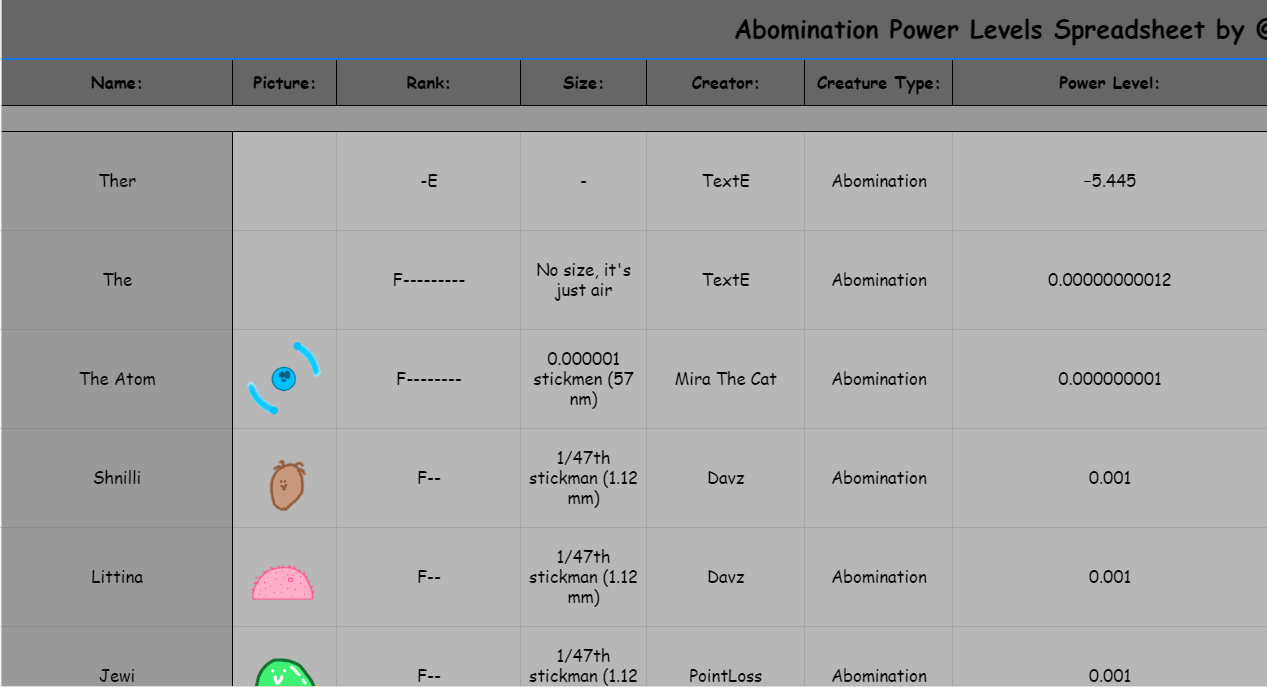 Abomination Power Levels Spreadsheet by @
Name: Picture: Rank: Size: Creator: Creature Type: Power Level:
Ther -E - TextE Abomination -5.445
The F--------- No size, it's just air TextE Abomination 0.00000000012
The Atom F-------- 0.000001 stickmen (57 nm) Mira The Cat Abomination 0.000000001
Shnilli F-- 1/47th stickman (1.12 mm) Davz Abomination 0.001
Littina F-- 1/47th stickman (1.12 mm) Davz Abomination 0.001
Jewi F-- 1/47th stickman (1.12 PointLoss Abomination 0.001